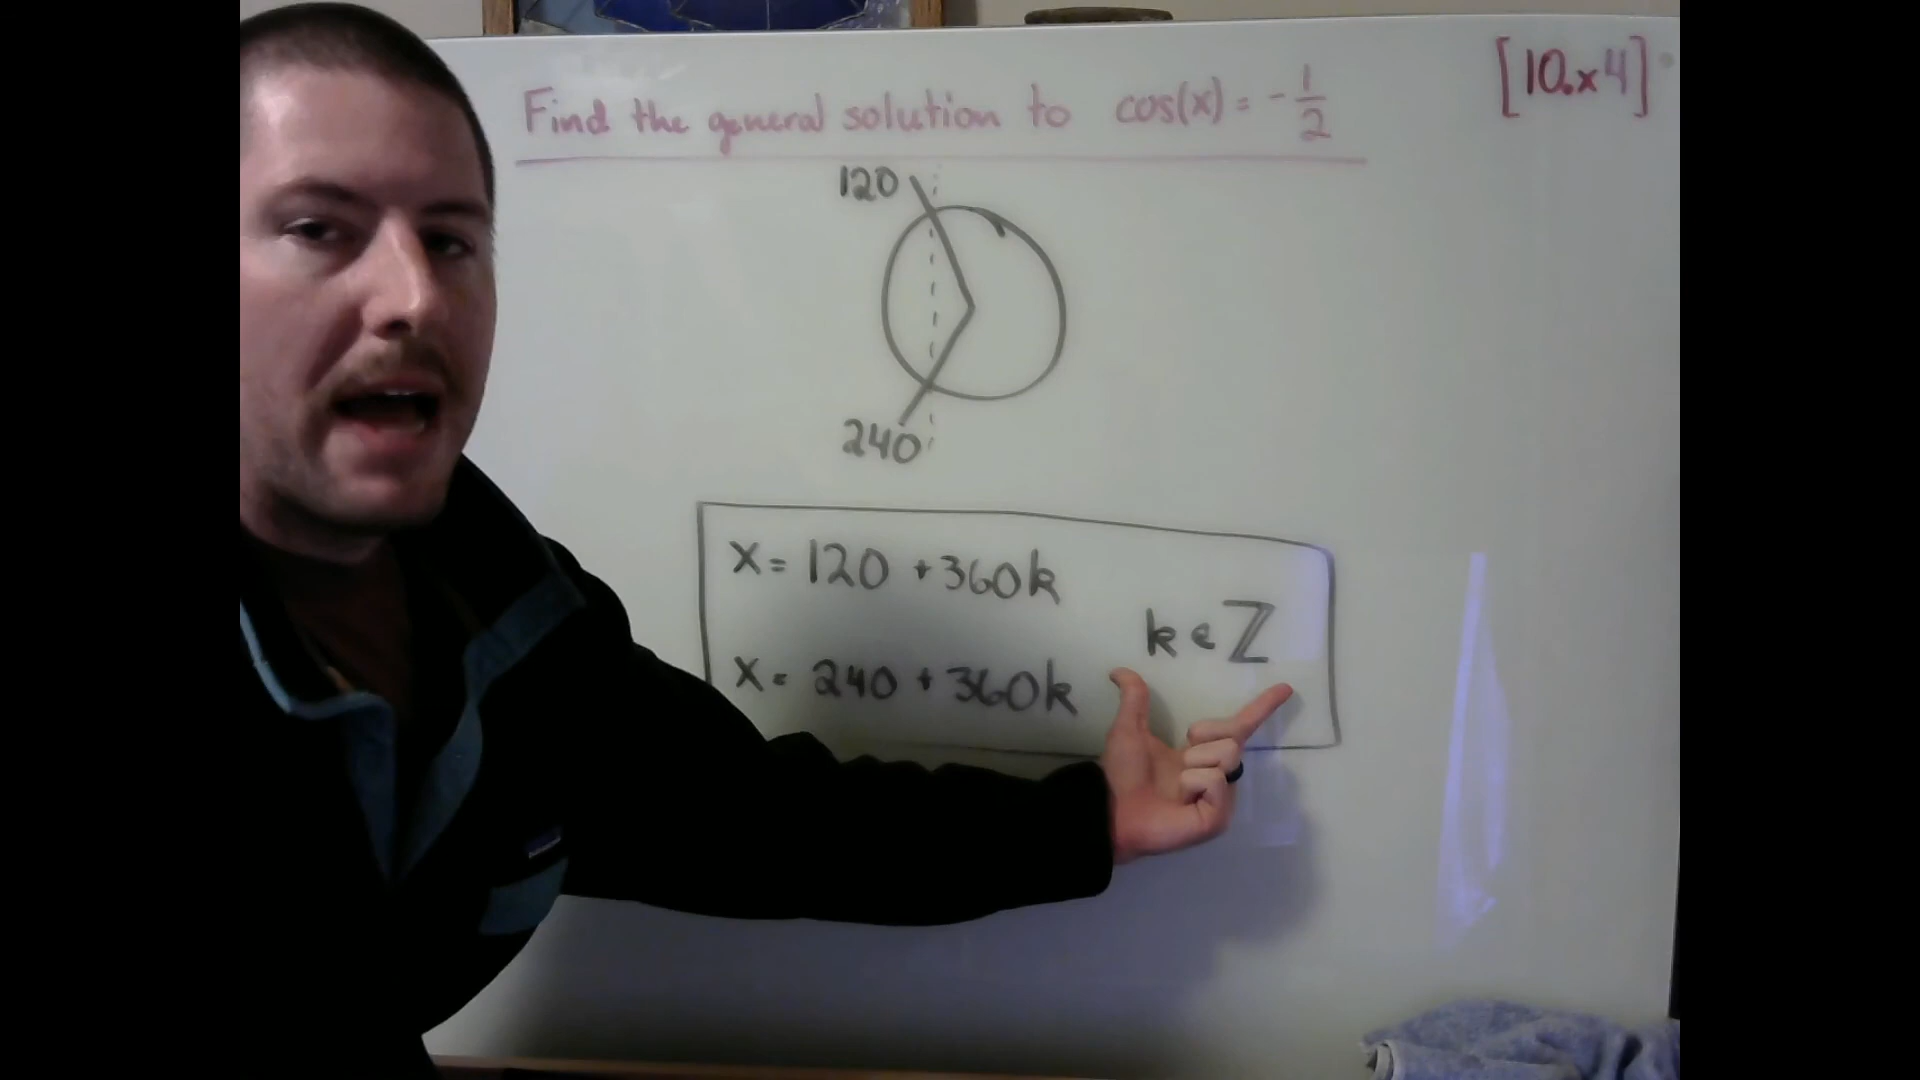 Find the general solution to cos(x) = -1/2
[10.x4]
120
240
x = 120 + 360k
k ∈ ℤ
x = 240 + 360k